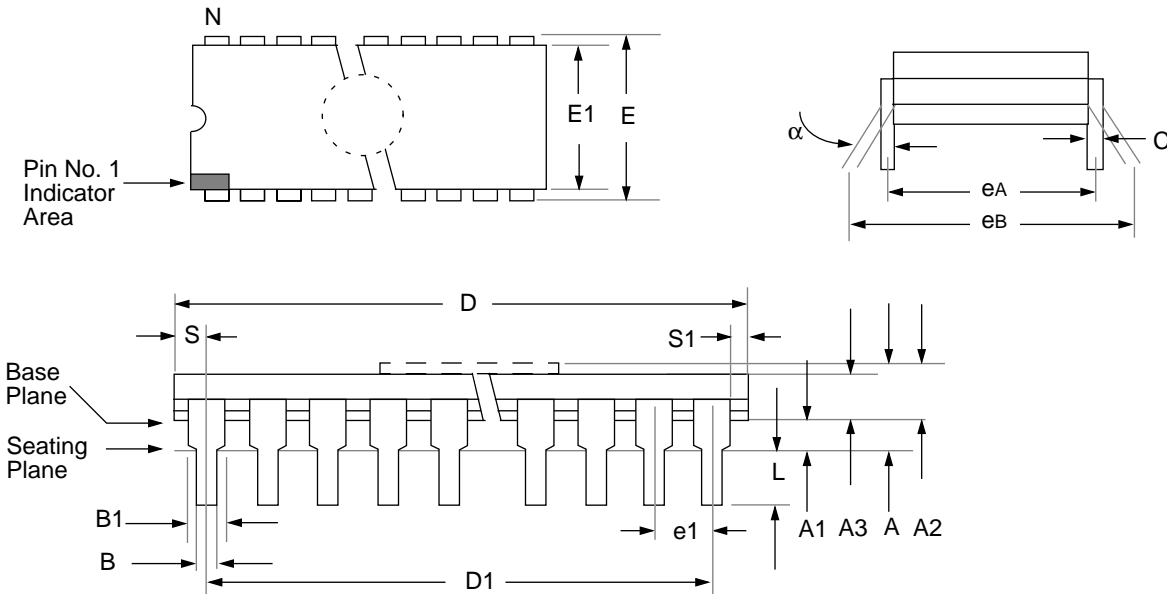 N
E1
E
Pin No. 1
Indicator
Area
α
C
eA
eB
D
S
S1
Base
Plane
Seating
Plane
L
B1
e1
A1
A3
A
A2
B
D1